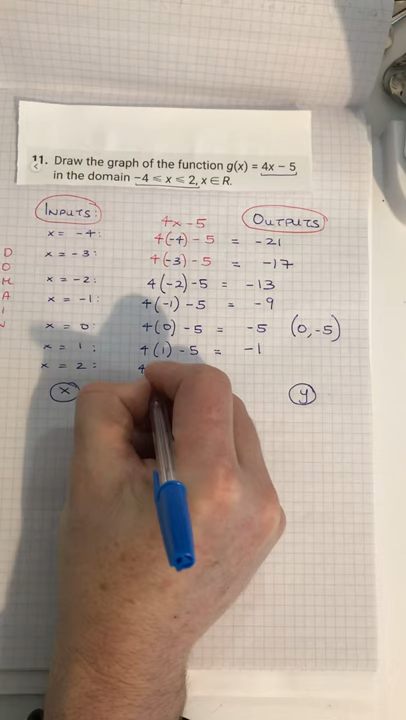 11. Draw the graph of the function g(x) = 4x − 5
in the domain −4 ⩽ x ⩽ 2, x ∈ R.
INPUTS: 4x-5 OUTPUTS
x = -4: 4(-4) - 5 = -21
x = -3: 4(-3) - 5 = -17
x = -2: 4(-2) - 5 = -13
x = -1: 4(-1) - 5 = -9
x = 0: 4(0) - 5 = -5 (0,-5)
x = 1: 4(1) - 5 = -1
x = 2: 4
x y
DOMAIN